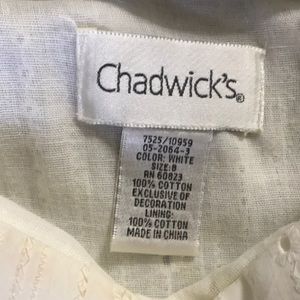 Chadwick's®
7525/10959
05-2064-3
COLOR: WHITE
SIZE: 8
RN 60823
100% COTTON
EXCLUSIVE OF
DECORATION
LINING:
100% COTTON
MADE IN CHINA